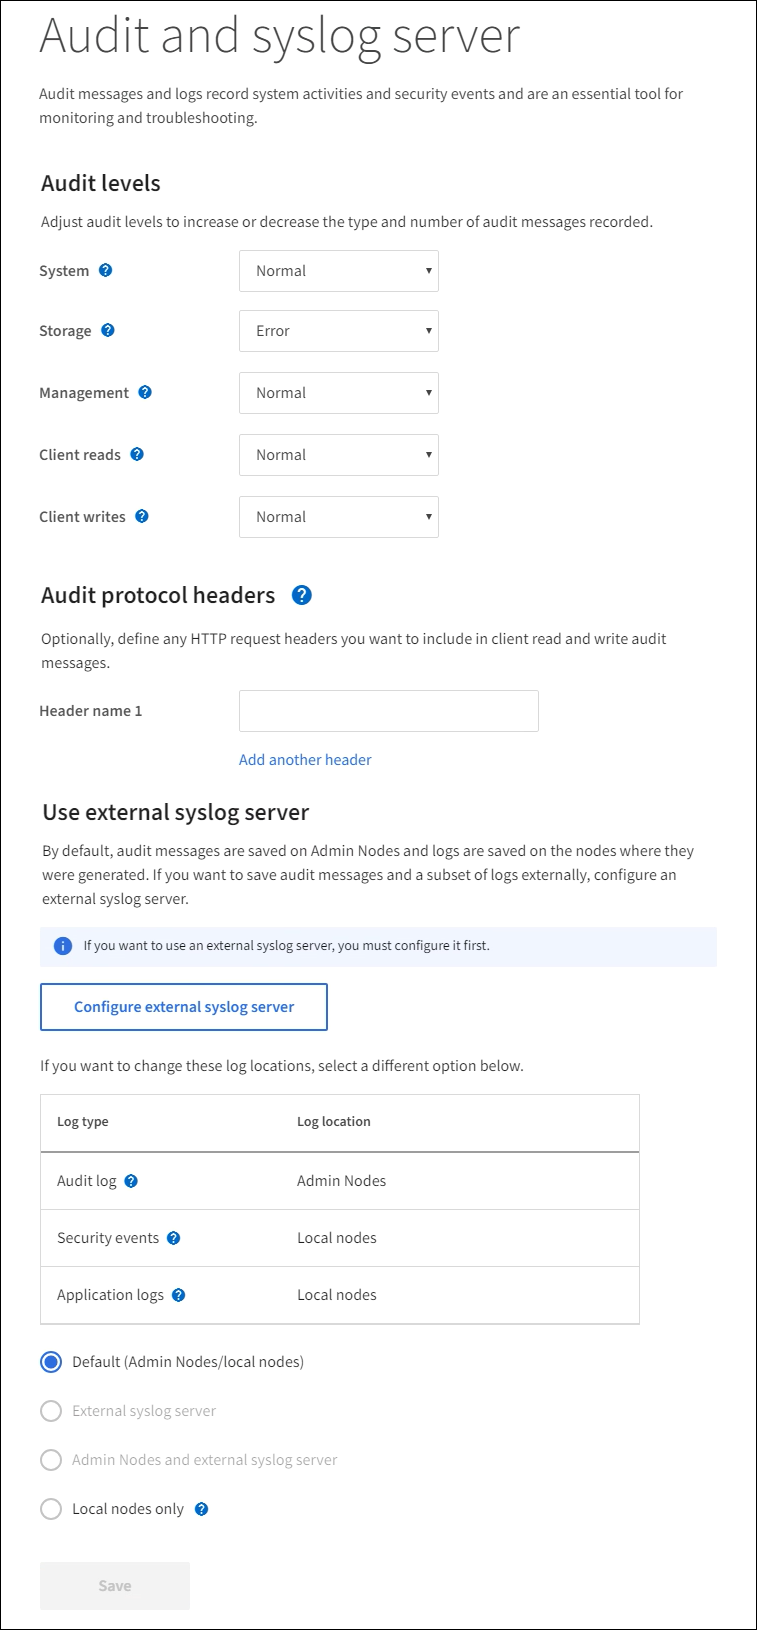 Audit and syslog server
Audit messages and logs record system activities and security events and are an essential tool for
monitoring and troubleshooting.
Audit levels
Adjust audit levels to increase or decrease the type and number of audit messages recorded.
System ? Normal
Storage ? Error
Management ? Normal
Client reads ? Normal
Client writes ? Normal
Audit protocol headers ?
Optionally, define any HTTP request headers you want to include in client read and write audit
messages.
Header name 1
Add another header
Use external syslog server
By default, audit messages are saved on Admin Nodes and logs are saved on the nodes where they
were generated. If you want to save audit messages and a subset of logs externally, configure an
external syslog server.
i If you want to use an external syslog server, you must configure it first.
Configure external syslog server
If you want to change these log locations, select a different option below.
Log type Log location
Audit log ? Admin Nodes
Security events ? Local nodes
Application logs ? Local nodes
Default (Admin Nodes/local nodes)
External syslog server
Admin Nodes and external syslog server
Local nodes only ?
Save